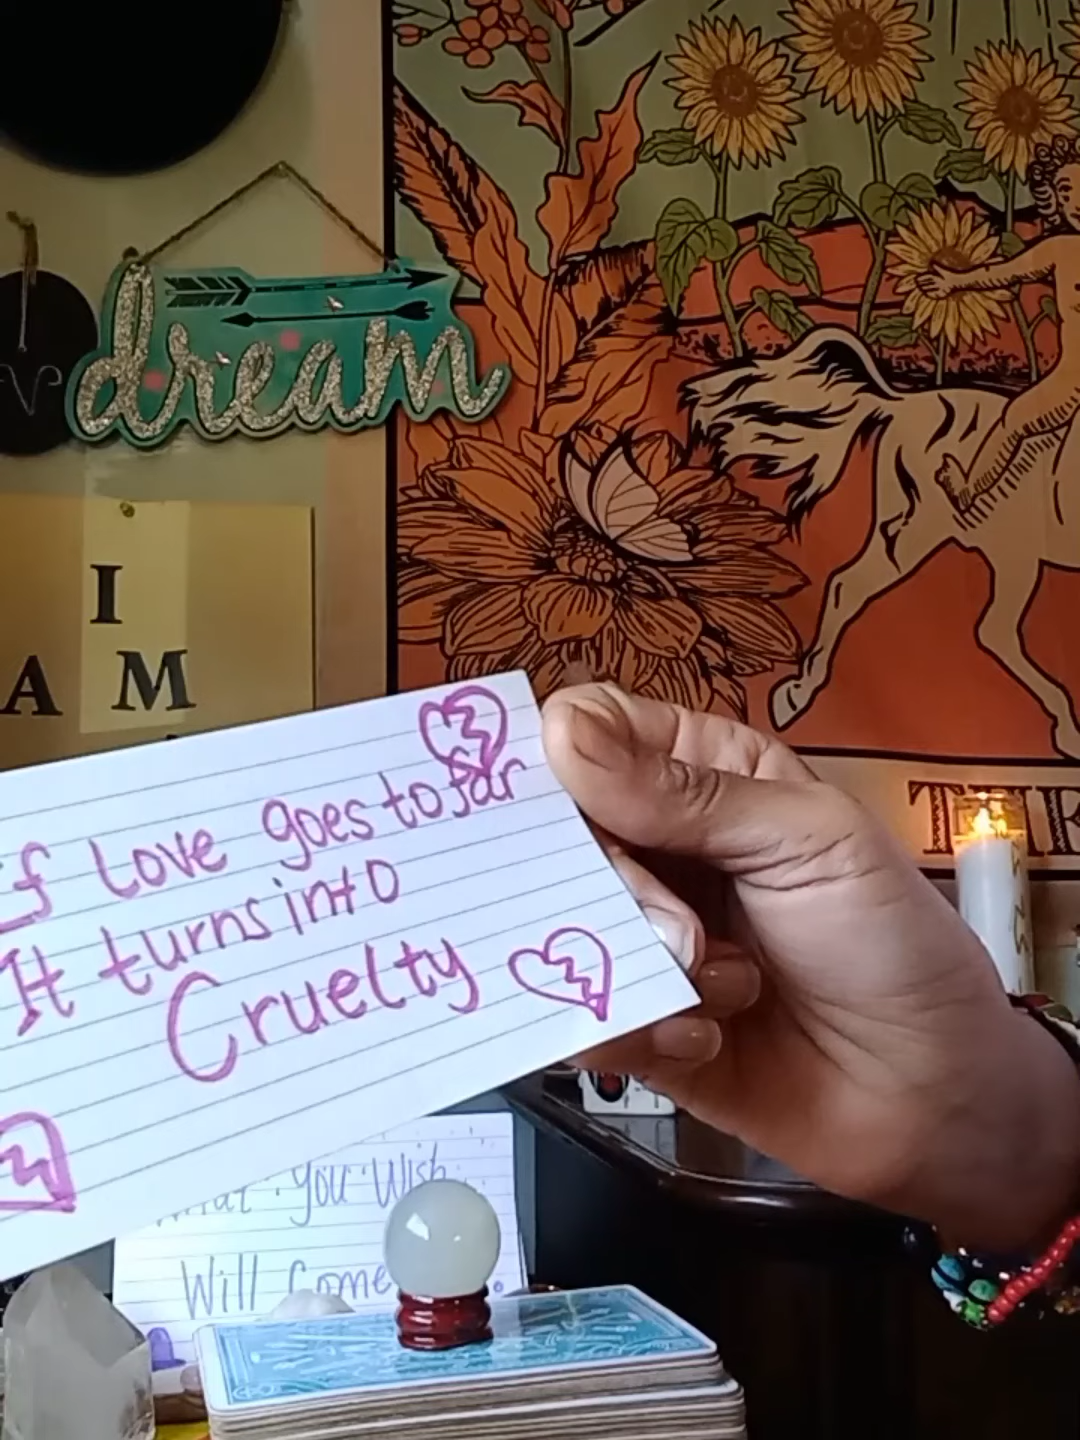 dream
I
AM
If Love goes to far
It turns into
Cruelty
THE
you Wish
Will Come